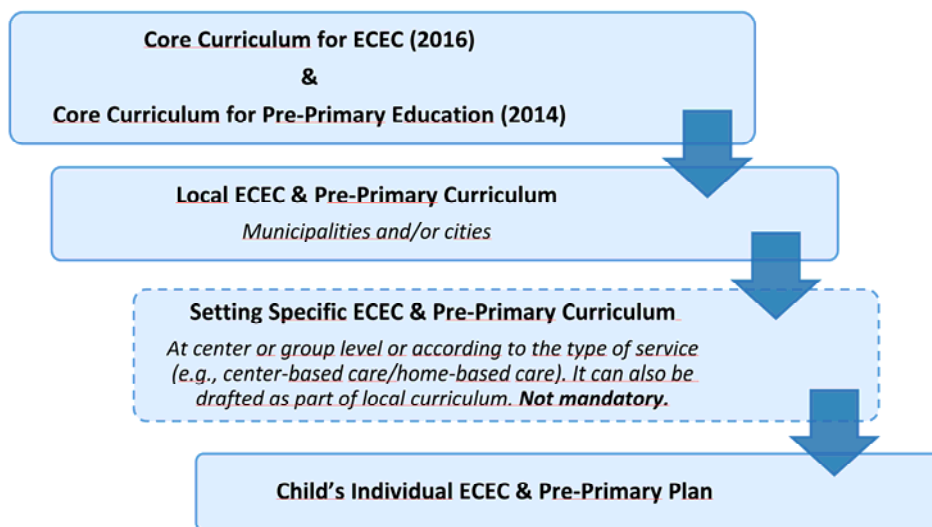 Core Curriculum for ECEC (2016)
&
Core Curriculum for Pre-Primary Education (2014)
Local ECEC & Pre-Primary Curriculum
Municipalities and/or cities
Setting Specific ECEC & Pre-Primary Curriculum
At center or group level or according to the type of service
(e.g., center-based care/home-based care). It can also be
drafted as part of local curriculum. Not mandatory.
Child's Individual ECEC & Pre-Primary Plan